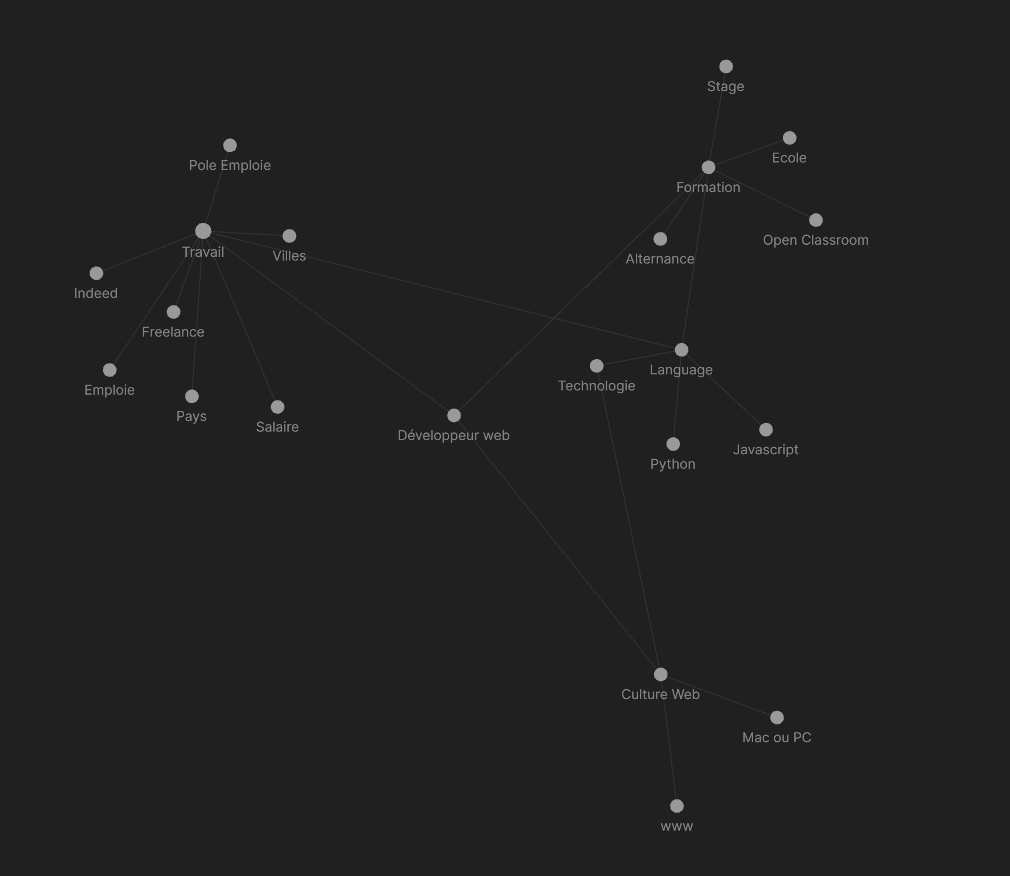 Stage
Pole Emploie
Ecole
Formation
Open Classroom
Travail
Villes
Alternance
Indeed
Freelance
Language
Technologie
Emploie
Pays
Salaire
Développeur web
Javascript
Python
Culture Web
Mac ou PC
www